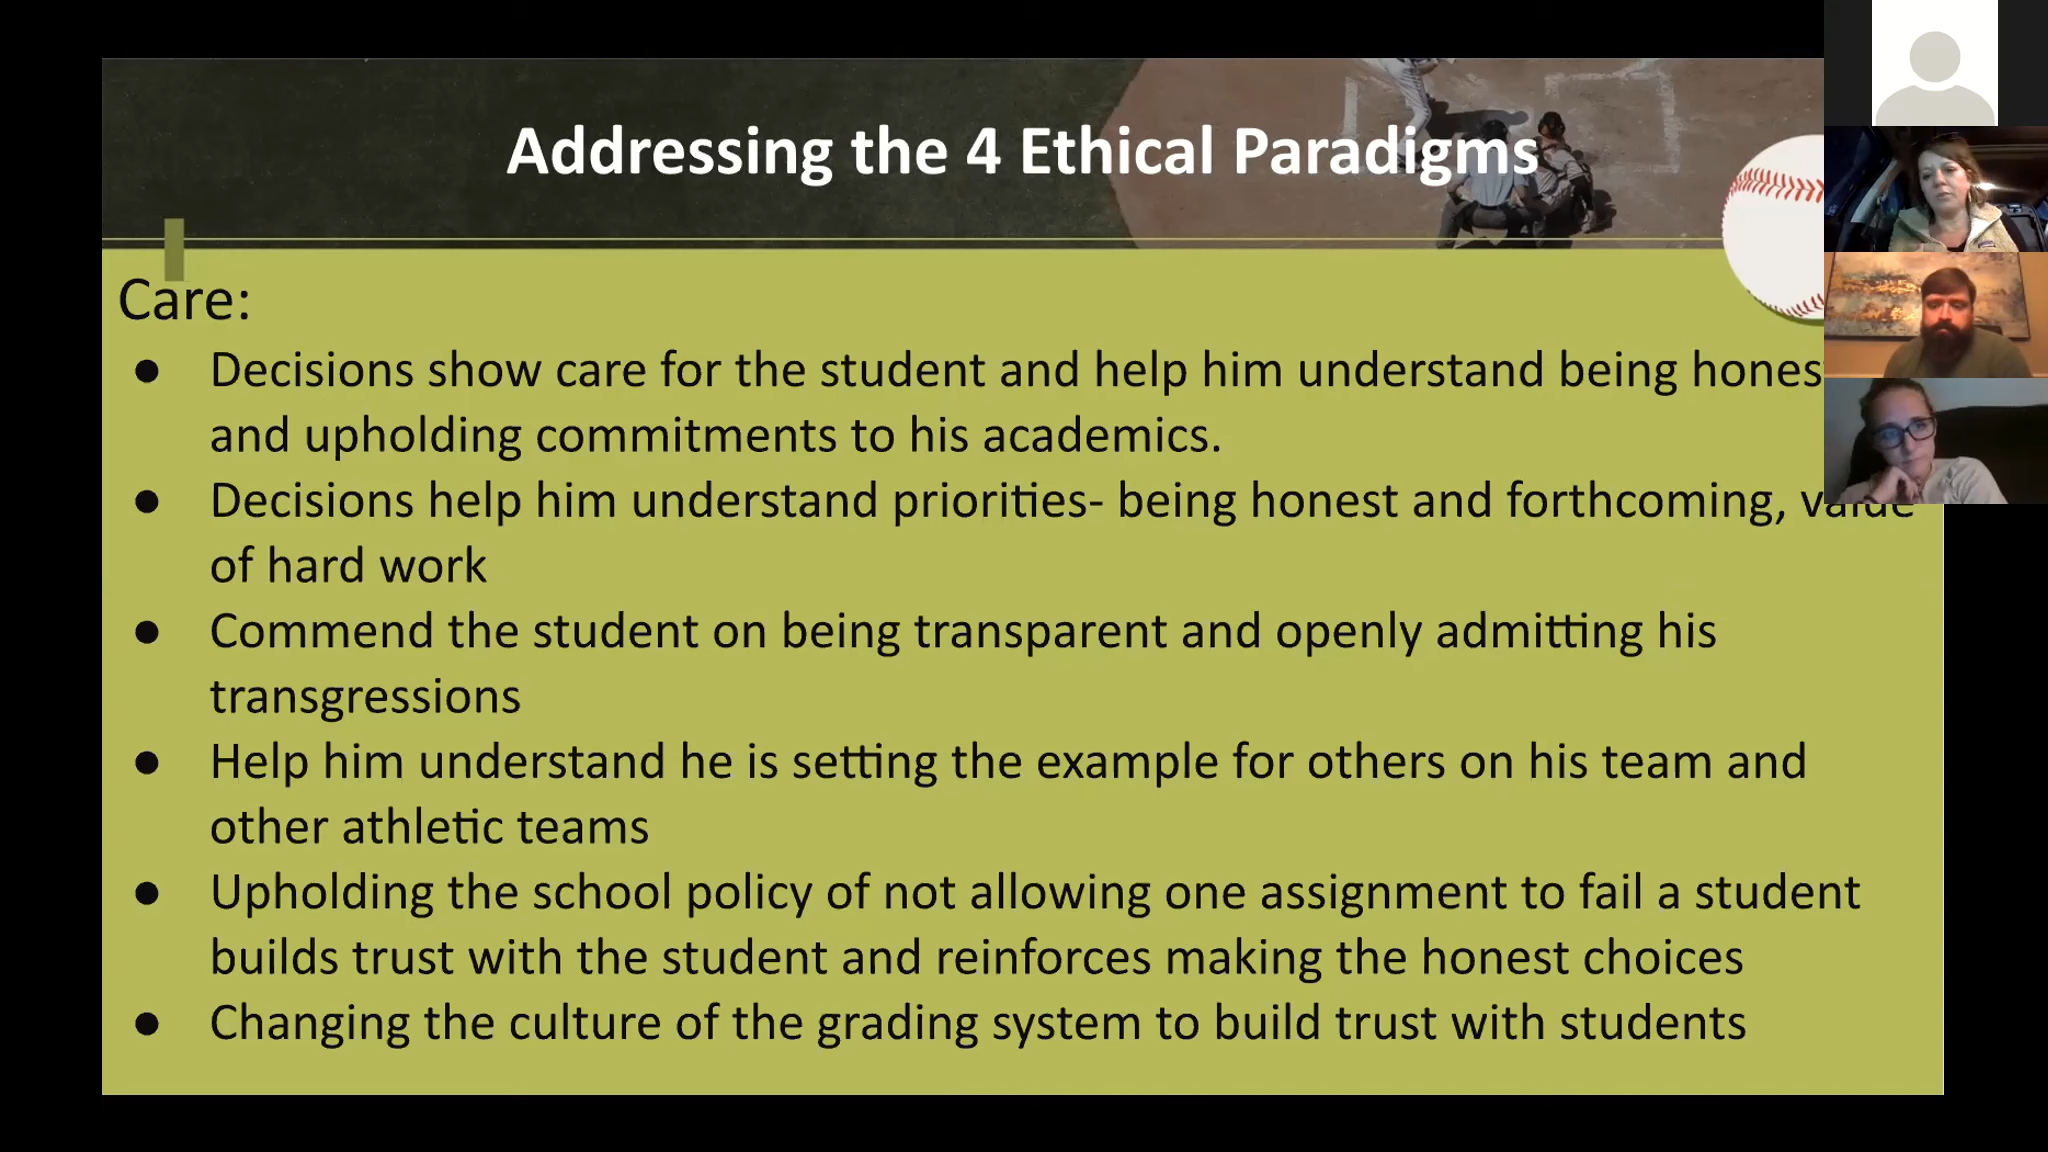 Addressing the 4 Ethical Paradigms
Care:
● Decisions show care for the student and help him understand being hones
and upholding commitments to his academics.
● Decisions help him understand priorities- being honest and forthcoming, value
of hard work
● Commend the student on being transparent and openly admitting his
transgressions
● Help him understand he is setting the example for others on his team and
other athletic teams
● Upholding the school policy of not allowing one assignment to fail a student
builds trust with the student and reinforces making the honest choices
● Changing the culture of the grading system to build trust with students